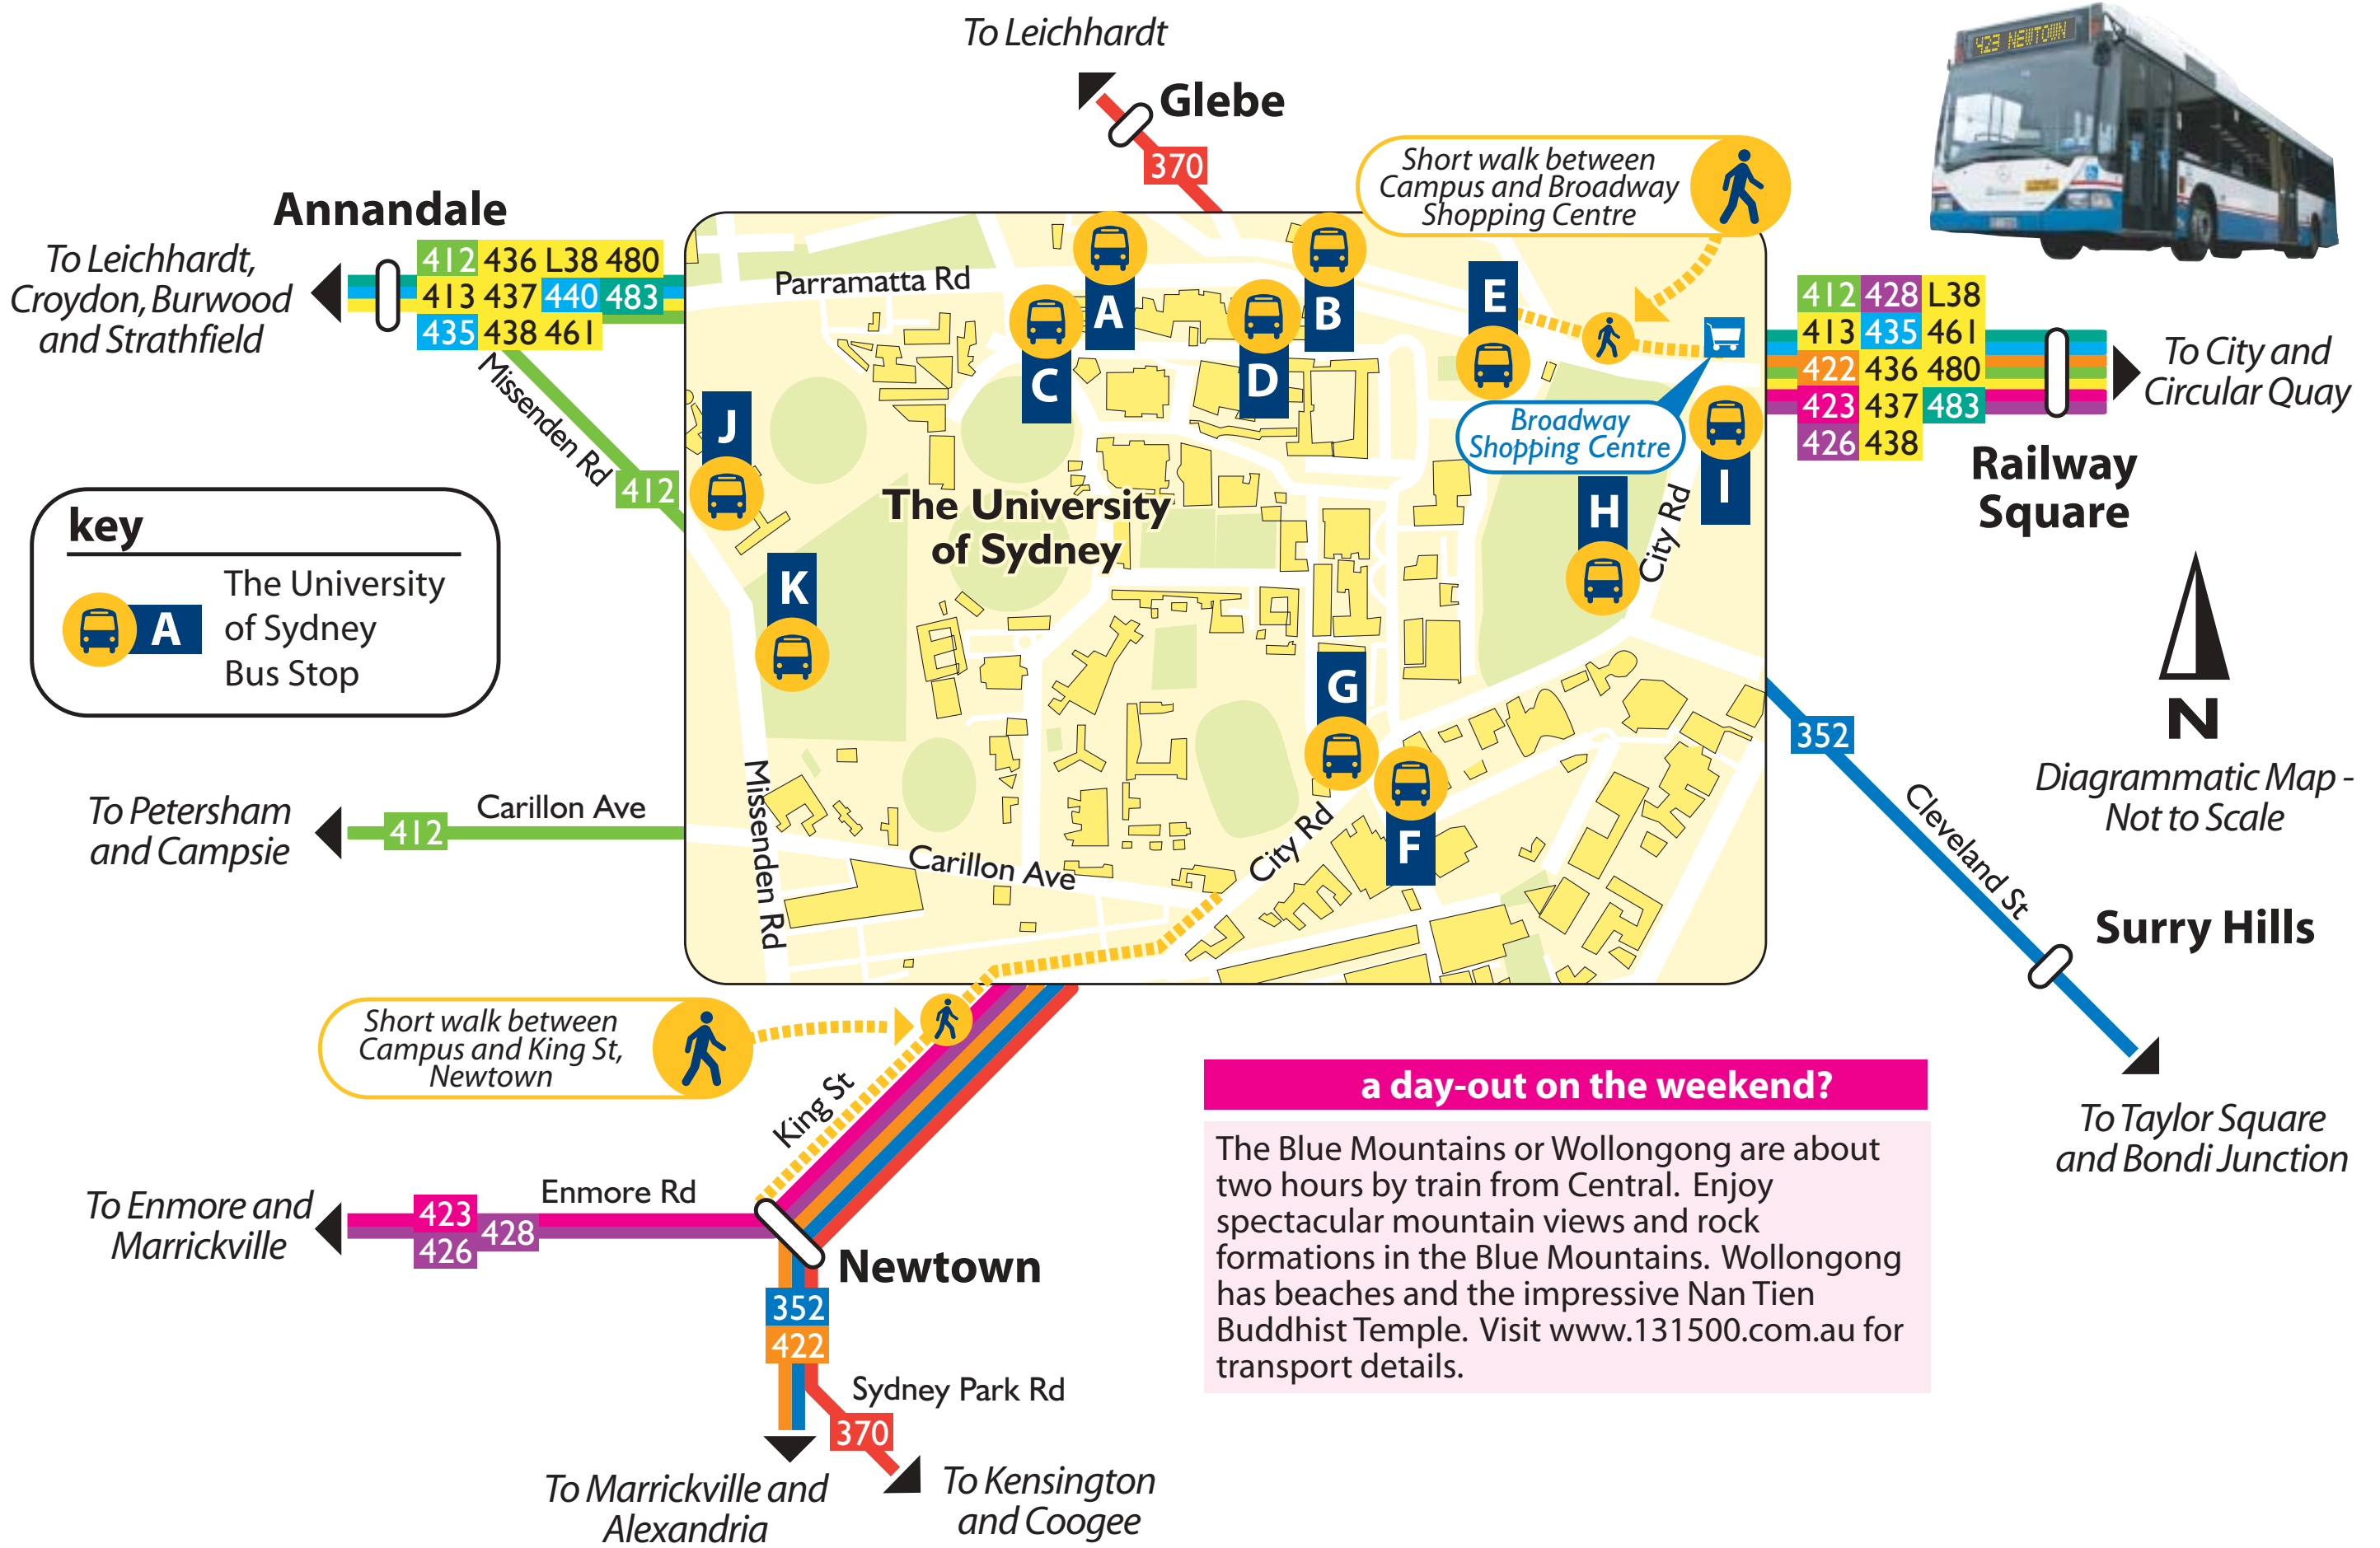 To Leichhardt
Glebe
370
423 NEWTOWN
Short walk between
Campus and Broadway
Shopping Centre
Annandale
To Leichhardt,
Croydon, Burwood
and Strathfield
412 436 L38 480
413 437 440 483
435 438 461
Missenden Rd
412
Parramatta Rd
A
B
C
D
E
J
K
The University
of Sydney
Broadway
Shopping Centre
H
I
City Rd
G
F
City Rd
Carillon Ave
Missenden Rd
412 428 L38
413 435 461
422 436 480
423 437 483
426 438
To City and
Circular Quay
Railway
Square
key
A
The University
of Sydney
Bus Stop
N
Diagrammatic Map -
Not to Scale
352
Cleveland St
Surry Hills
To Taylor Square
and Bondi Junction
To Petersham
and Campsie
412
Carillon Ave
Short walk between
Campus and King St,
Newtown
King St
To Enmore and
Marrickville
423
426
428
Enmore Rd
Newtown
352
422
Sydney Park Rd
370
To Marrickville and
Alexandria
To Kensington
and Coogee
a day-out on the weekend?
The Blue Mountains or Wollongong are about
two hours by train from Central. Enjoy
spectacular mountain views and rock
formations in the Blue Mountains. Wollongong
has beaches and the impressive Nan Tien
Buddhist Temple. Visit www.131500.com.au for
transport details.